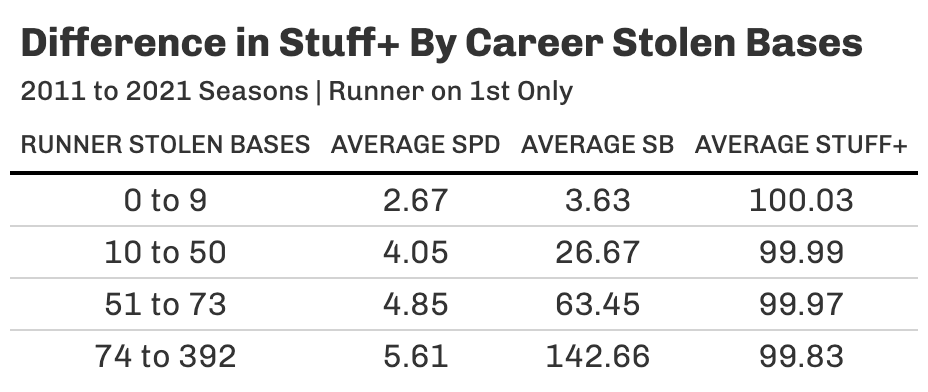 Difference in Stuff+ By Career Stolen Bases
2011 to 2021 Seasons | Runner on 1st Only
RUNNER STOLEN BASES AVERAGE SPD AVERAGE SB AVERAGE STUFF+
0 to 9 2.67 3.63 100.03
10 to 50 4.05 26.67 99.99
51 to 73 4.85 63.45 99.97
74 to 392 5.61 142.66 99.83